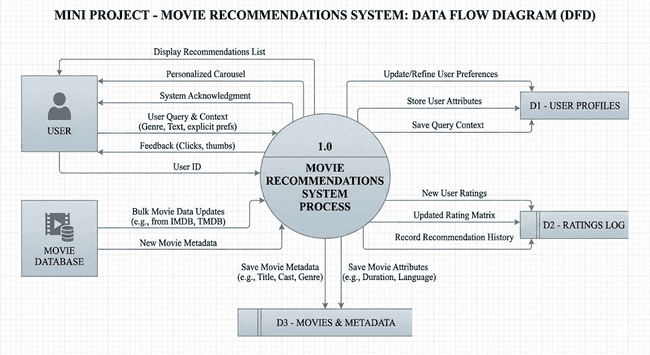 MINI PROJECT - MOVIE RECOMMENDATIONS SYSTEM: DATA FLOW DIAGRAM (DFD)
Display Recommendations List
Personalized Carousel
System Acknowledgment
User Query & Context
(Genre, Text, explicit prefs)
Feedback (Clicks, thumbs)
User ID
USER
Update/Refine User Preferences
Store User Attributes
Save Query Context
D1 - USER PROFILES
1.0
MOVIE
RECOMMENDATIONS
SYSTEM
PROCESS
Bulk Movie Data Updates
(e.g., from IMDB, TMDB)
New Movie Metadata
MOVIE
DATABASE
New User Ratings
Updated Rating Matrix
Record Recommendation History
D2 - RATINGS LOG
Save Movie Metadata
(e.g., Title, Cast, Genre)
Save Movie Attributes
(e.g., Duration, Language)
D3 - MOVIES & METADATA